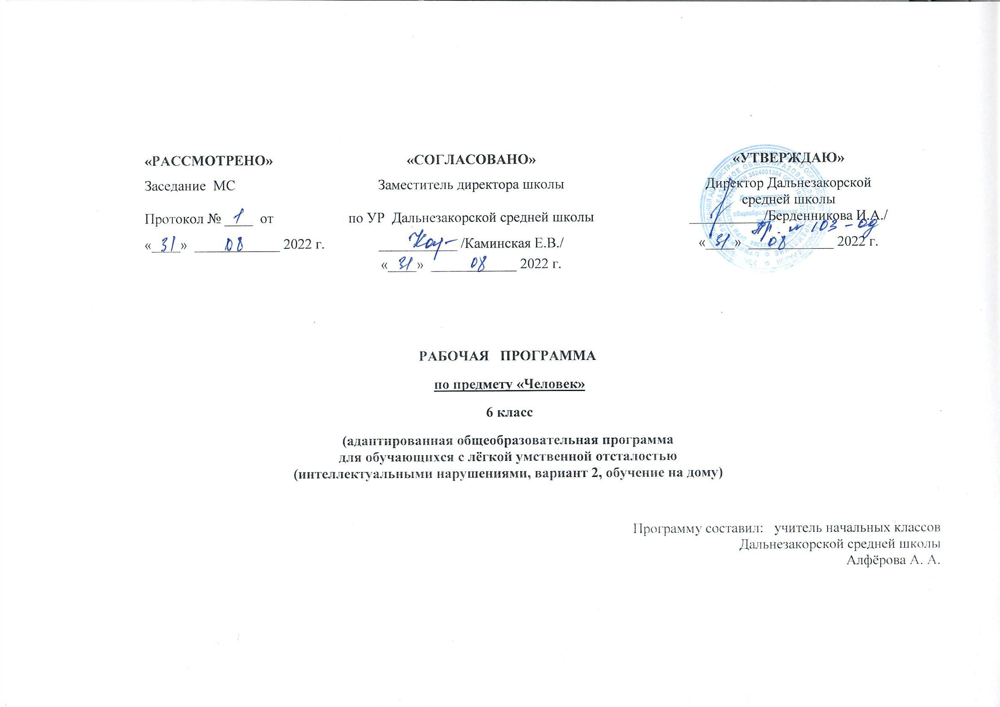 «РАССМОТРЕНО»
Заседание МС
Протокол № 1 от
«31» 08 2022 г.
«СОГЛАСОВАНО»
Заместитель директора школы
по УР Дальнезакорской средней школы
/Каминская Е.В./
«31» 08 2022 г.
«УТВЕРЖДАЮ»
Директор Дальнезакорской
средней школы
/Берденникова И.А./
Пр. № 103-од
«31» 08 2022 г.
РАБОЧАЯ ПРОГРАММА
по предмету «Человек»
6 класс
(адаптированная общеобразовательная программа
для обучающихся с лёгкой умственной отсталостью
(интеллектуальными нарушениями, вариант 2, обучение на дому)
Программу составил: учитель начальных классов
Дальнезакорской средней школы
Алфёрова А. А.